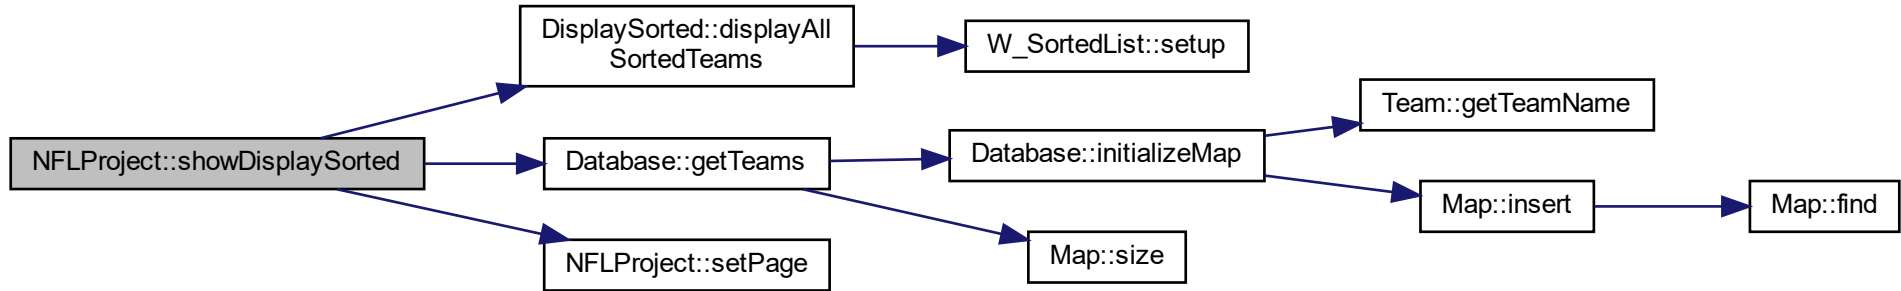 DisplaySorted::displayAll
SortedTeams
W_SortedList::setup
Team::getTeamName
NFLProject::showDisplaySorted
Database::getTeams
Database::initializeMap
Map::insert
Map::find
Map::size
NFLProject::setPage